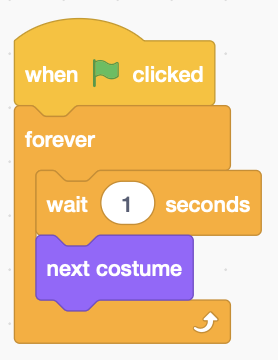 when clicked
forever
wait 1 seconds
next costume